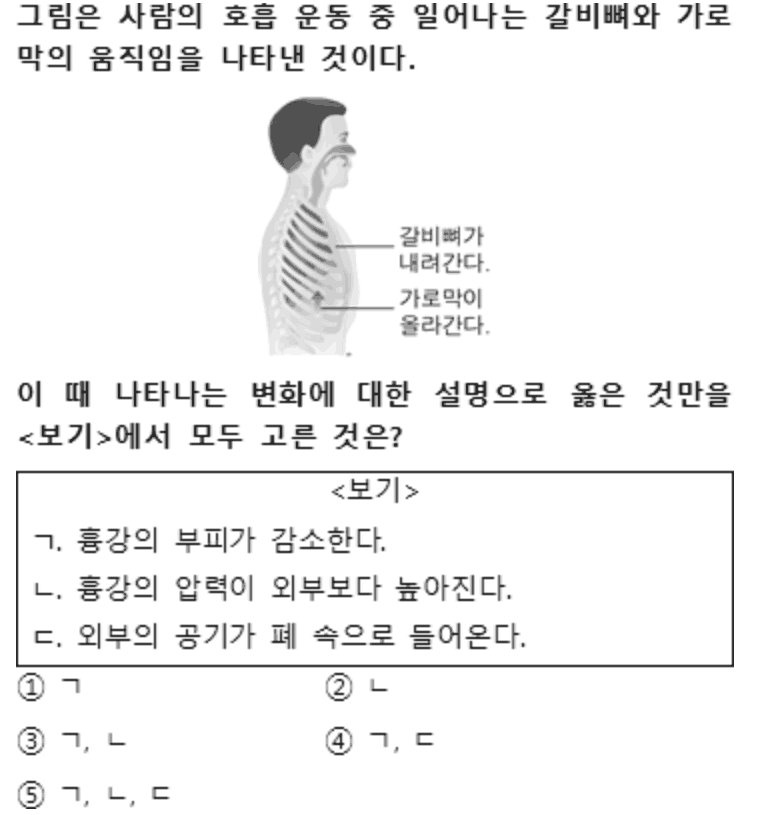 그림은 사람의 호흡 운동 중 일어나는 갈비뼈와 가로
막의 움직임을 나타낸 것이다.
갈비뼈가
내려간다.
가로막이
올라간다.
이 때 나타나는 변화에 대한 설명으로 옳은 것만을
<보기>에서 모두 고른 것은?
<보기>
ㄱ. 흉강의 부피가 감소한다.
ㄴ. 흉강의 압력이 외부보다 높아진다.
ㄷ. 외부의 공기가 폐 속으로 들어온다.
① ㄱ ② ㄴ
③ ㄱ, ㄴ ④ ㄱ, ㄷ
⑤ ㄱ, ㄴ, ㄷ